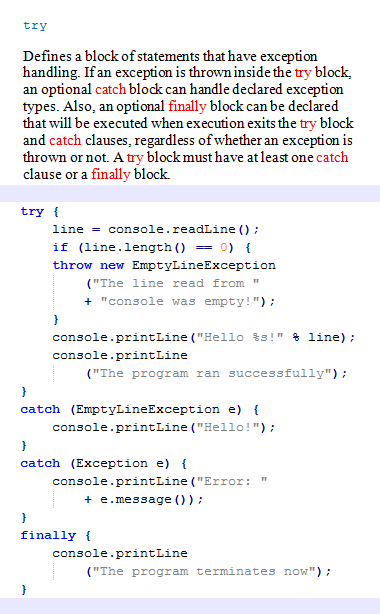 try
Defines a block of statements that have exception
handling. If an exception is thrown inside the try block,
an optional catch block can handle declared exception
types. Also, an optional finally block can be declared
that will be executed when execution exits the try block
and catch clauses, regardless of whether an exception is
thrown or not. A try block must have at least one catch
clause or a finally block.
try {
    line = console.readLine();
    if (line.length() == 0) {
    throw new EmptyLineException
        ("The line read from "
        + "console was empty!");
    }
    console.printLine("Hello %s!" % line);
    console.printLine
        ("The program ran successfully");
}
catch (EmptyLineException e) {
    console.printLine("Hello!");
}
catch (Exception e) {
    console.printLine("Error: "
        + e.message());
}
finally {
    console.printLine
        ("The program terminates now");
}